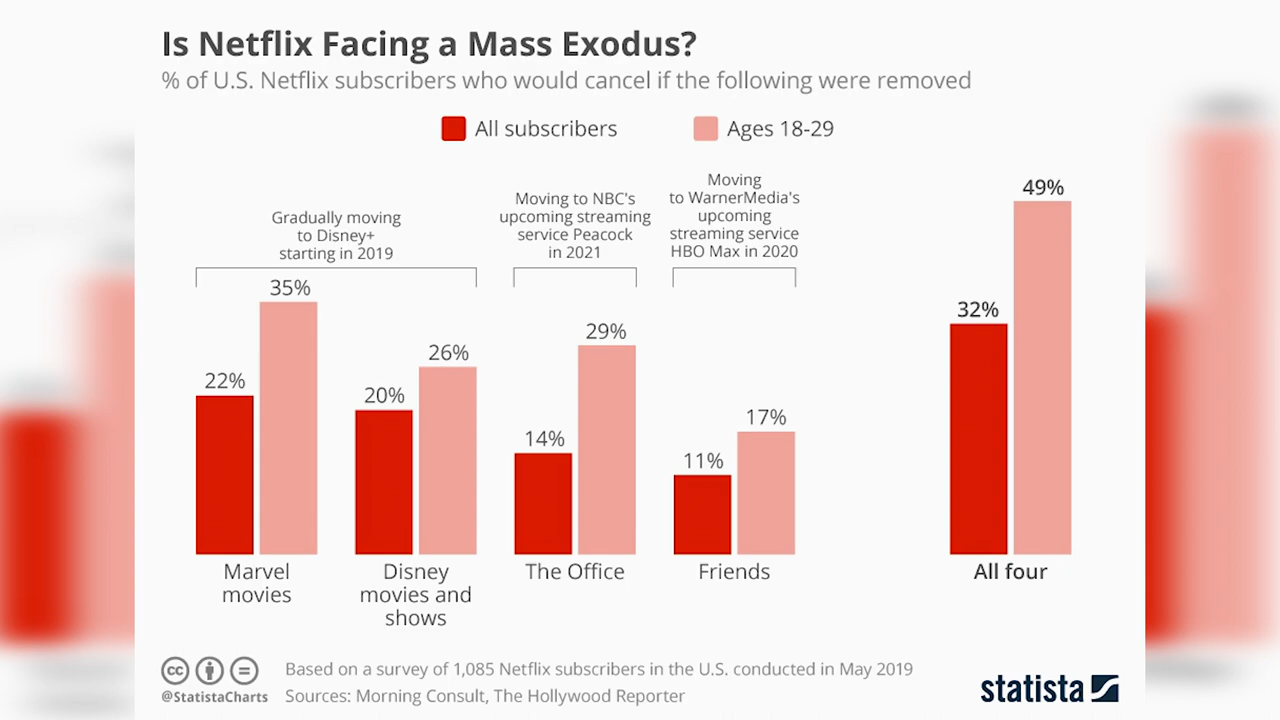 Is Netflix Facing a Mass Exodus?
% of U.S. Netflix subscribers who would cancel if the following were removed
All subscribers
Ages 18-29
Gradually moving
to Disney+
starting in 2019
Moving to NBC's
upcoming streaming
service Peacock
in 2021
Moving
to WarnerMedia's
upcoming
streaming service
HBO Max in 2020
22%
35%
20%
26%
14%
29%
11%
17%
32%
49%
Marvel
movies
Disney
movies and
shows
The Office
Friends
All four
cc
@StatistaCharts
Based on a survey of 1,085 Netflix subscribers in the U.S. conducted in May 2019
Sources: Morning Consult, The Hollywood Reporter
statista